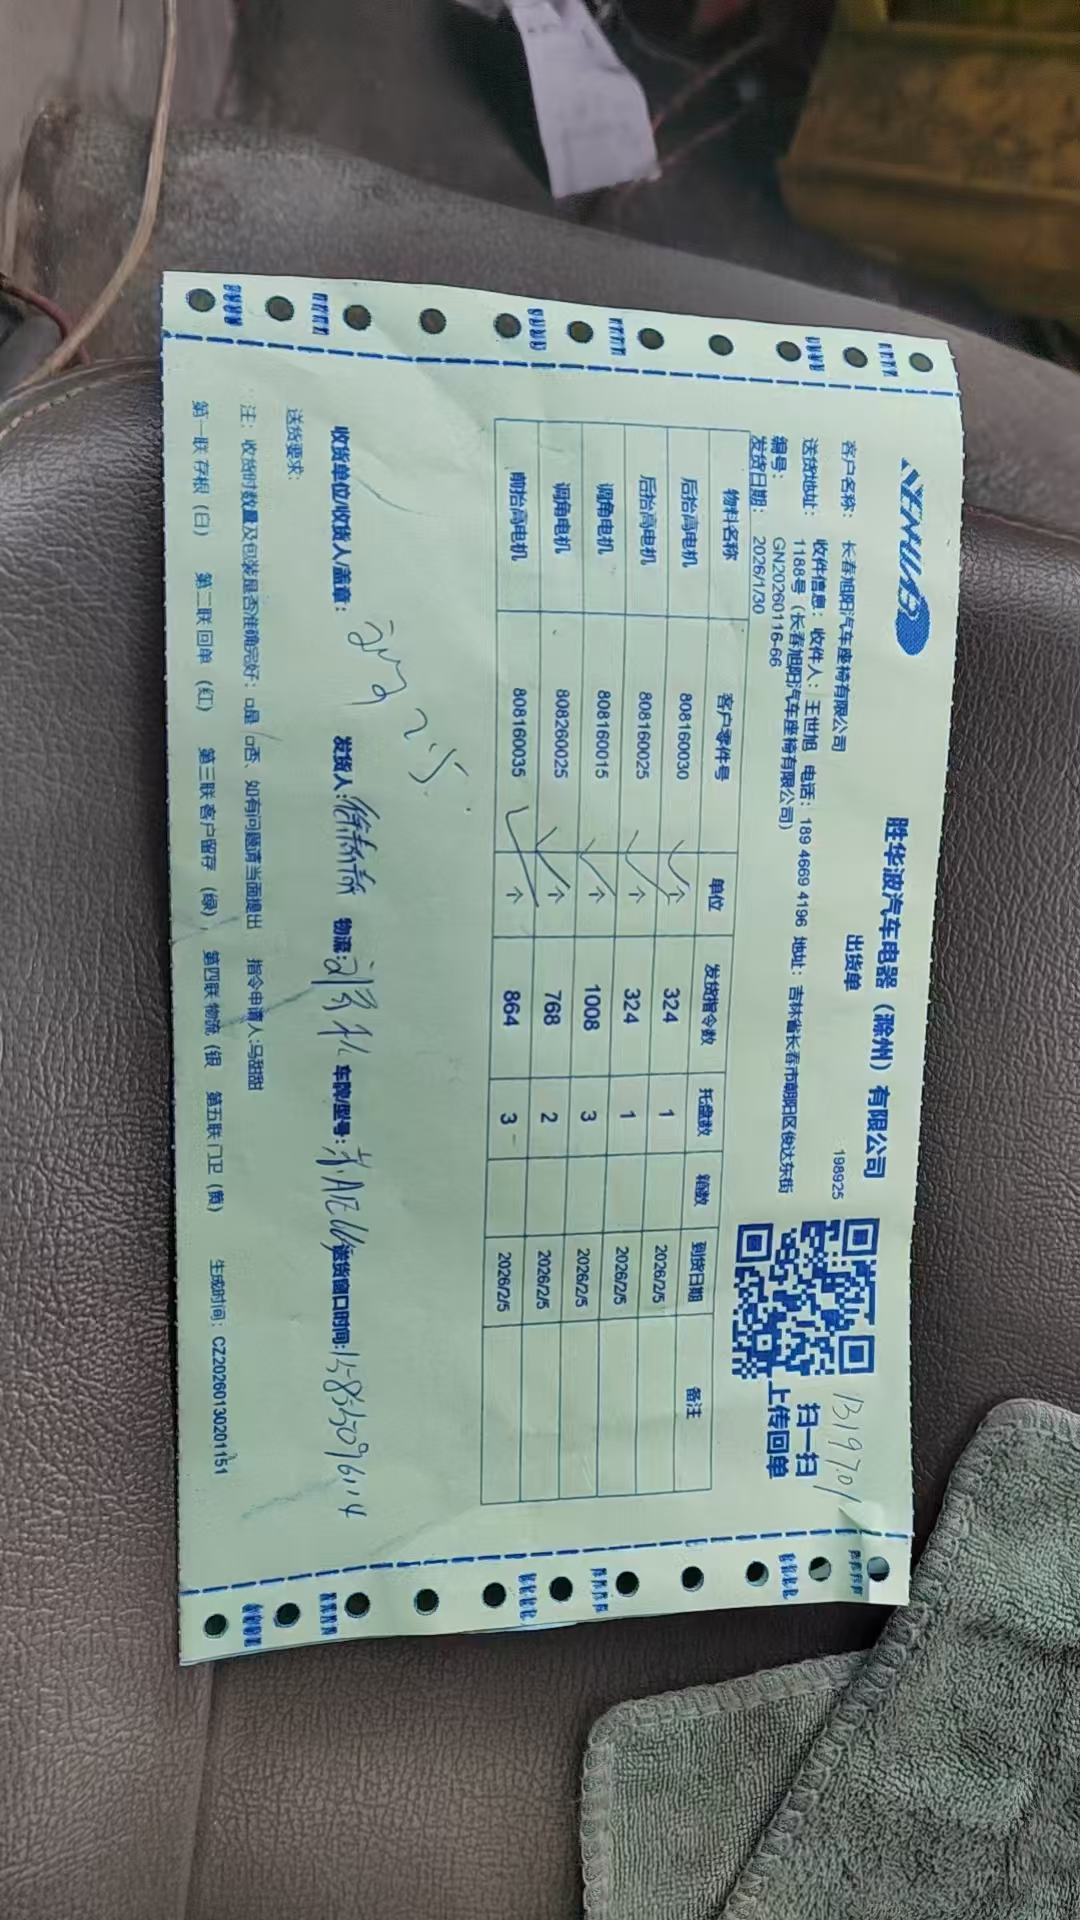 SENHUABO
胜华波汽车电器（滁州）有限公司
出货单
198925
客户名称： 长春旭阳汽车座椅有限公司
送货地址： 收件信息：收件人：王世旭 电话：189 4669 4196 地址：吉林省长春市朝阳区俊达东街
1188号（长春旭阳汽车座椅有限公司）
编号： GN20260116-66
发货日期： 2026/1/30
扫一扫
上传回单
物料名称 客户零件号 单位 发货指令数 托盘数 箱数 到货日期 备注
后抬高电机 808160030 个 324 1 2026/2/5
后抬高电机 808160025 个 324 1 2026/2/5
调角电机 808160015 个 1008 3 2026/2/5
调角电机 808260025 个 768 2 2026/2/5
前抬高电机 808160035 个 864 3 2026/2/5
2.5.
收货单位/收货人/盖章： 发货人： 物流： 车牌/型号： 送货窗口时间:
送货要求：
注：收货时数量及包装是否准确完好：□是 □否、如有问题请当面提出 指令申请人:马甜甜
第一联 存根（白） 第二联 回单（红） 第三联 客户留存（绿） 第四联 物流（银 第五联 门卫（黄） 生成时间：CZ20260130201151